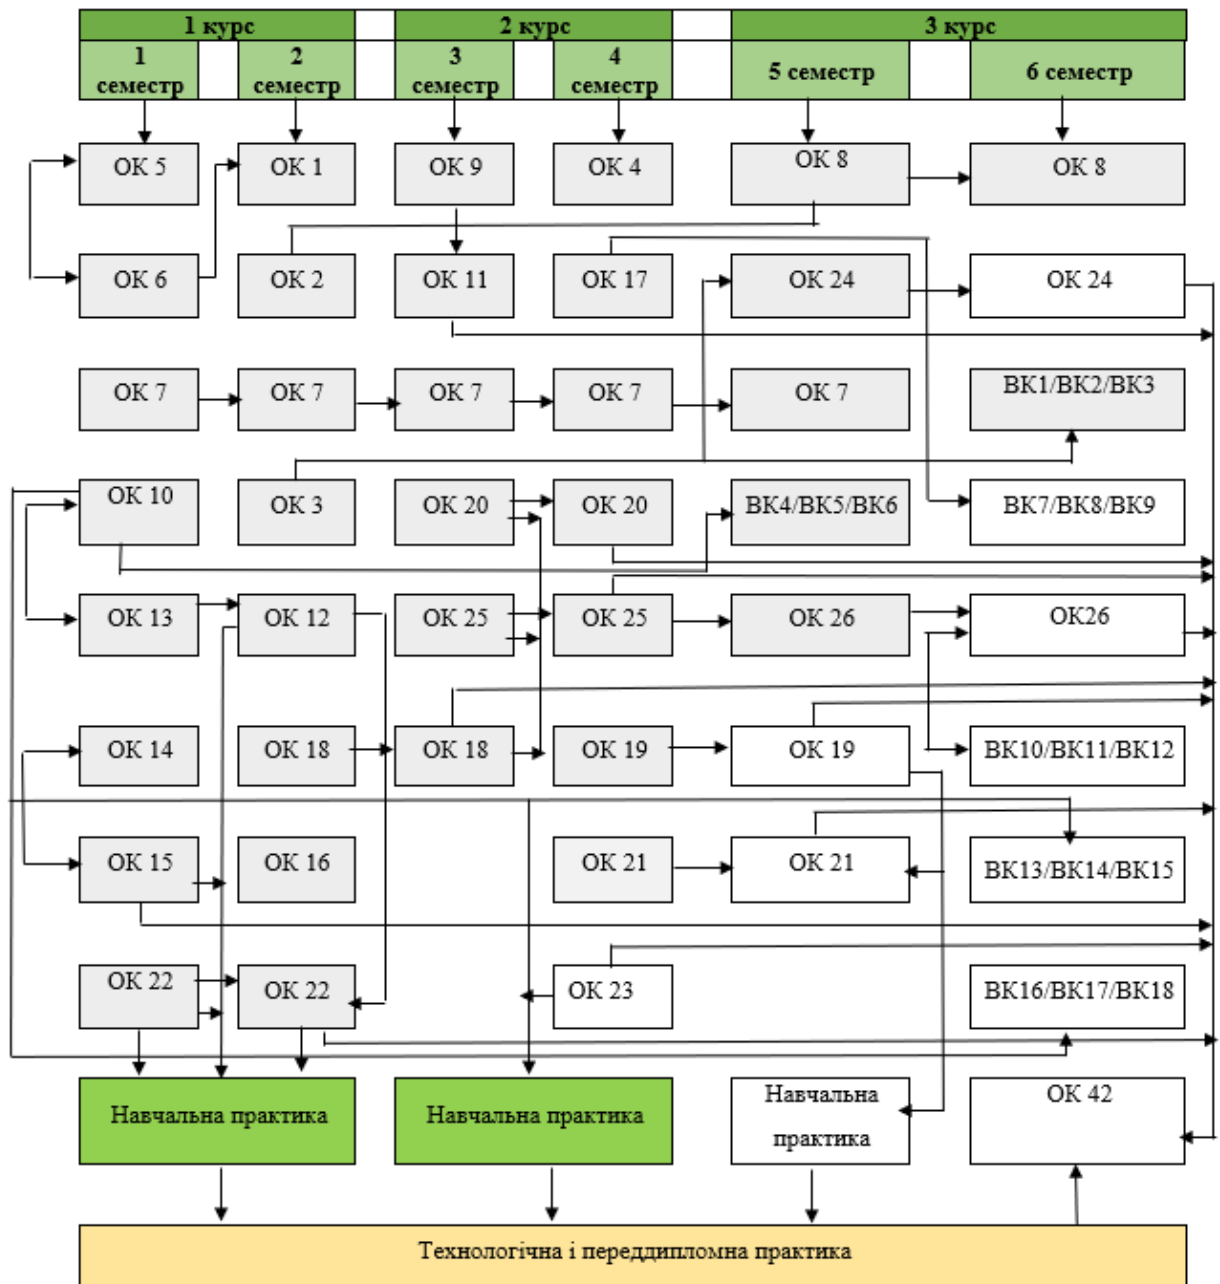 1 курс 2 курс 3 курс
1 семестр 2 семестр 3 семестр 4 семестр 5 семестр 6 семестр
ОК 5 ОК 1 ОК 9 ОК 4 ОК 8 ОК 8
ОК 6 ОК 2 ОК 11 ОК 17 ОК 24 ОК 24
ОК 7 ОК 7 ОК 7 ОК 7 ОК 7 ВК1/ВК2/ВК3
ОК 10 ОК 3 ОК 20 ОК 20 ВК4/ВК5/ВК6 ВК7/ВК8/ВК9
ОК 13 ОК 12 ОК 25 ОК 25 ОК 26 ОК26
ОК 14 ОК 18 ОК 18 ОК 19 ОК 19 ВК10/ВК11/ВК12
ОК 15 ОК 16 ОК 21 ОК 21 ВК13/ВК14/ВК15
ОК 22 ОК 22 ОК 23 ВК16/ВК17/ВК18
Навчальна практика Навчальна практика Навчальна практика ОК 42
Технологічна і переддипломна практика